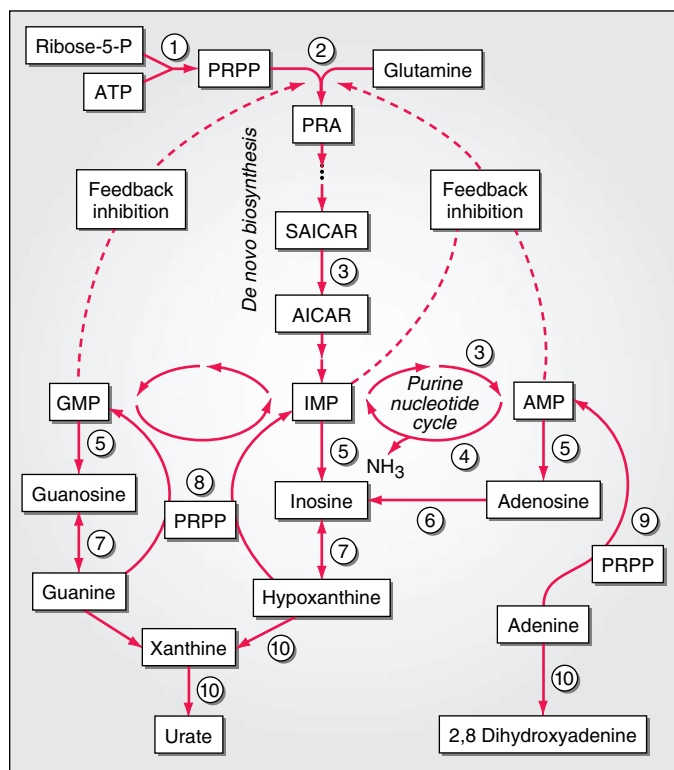 Ribose-5-P
1
2
ATP
PRPP
Glutamine
PRA
De novo biosynthesis
Feedback
inhibition
Feedback
inhibition
SAICAR
3
AICAR
3
GMP
IMP
Purine
nucleotide
cycle
AMP
NH3
4
5
5
5
Guanosine
8
PRPP
Inosine
6
Adenosine
7
7
9
PRPP
Guanine
Hypoxanthine
Adenine
Xanthine
10
10
10
Urate
2,8 Dihydroxyadenine